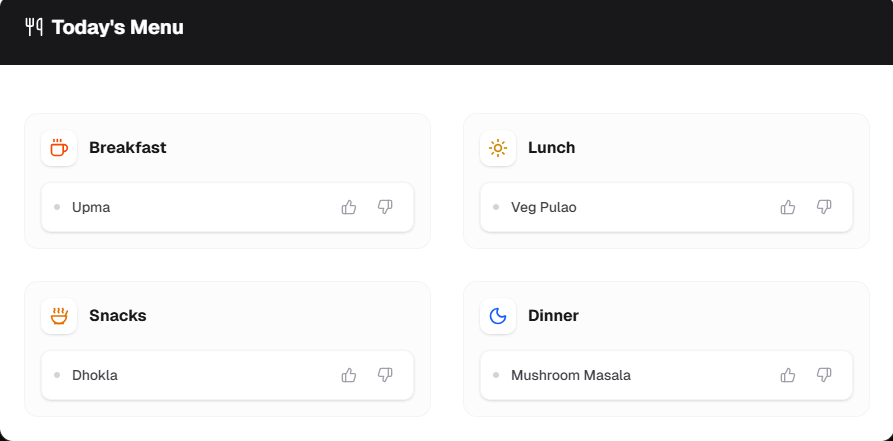 Today's Menu
Breakfast
Upma
Lunch
Veg Pulao
Snacks
Dhokla
Dinner
Mushroom Masala